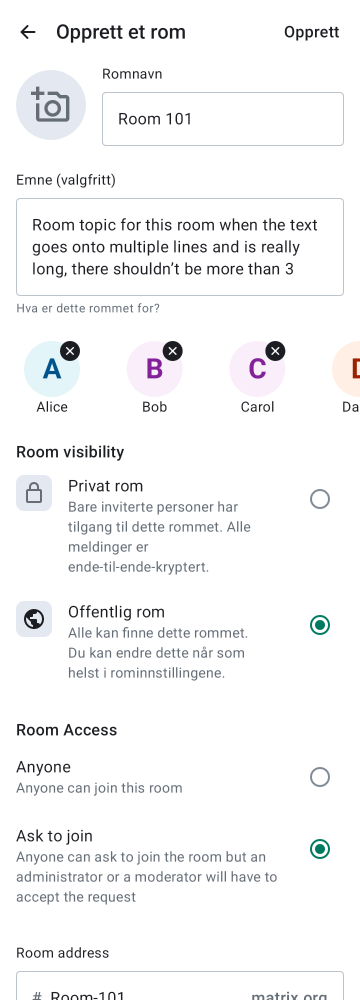 Opprett et rom
Opprett
Romnavn
Room 101
Emne (valgfritt)
Room topic for this room when the text
goes onto multiple lines and is really
long, there shouldn’t be more than 3
Hva er dette rommet for?
A
B
C
Alice
Bob
Carol
Da
Room visibility
Privat rom
Bare inviterte personer har
tilgang til dette rommet. Alle
meldinger er
ende-til-ende-kryptert.
Offentlig rom
Alle kan finne dette rommet.
Du kan endre dette når som
helst i rominnstillingene.
Room Access
Anyone
Anyone can join this room
Ask to join
Anyone can ask to join the room but an
administrator or a moderator will have to
accept the request
Room address
# Room-101
matrix.org